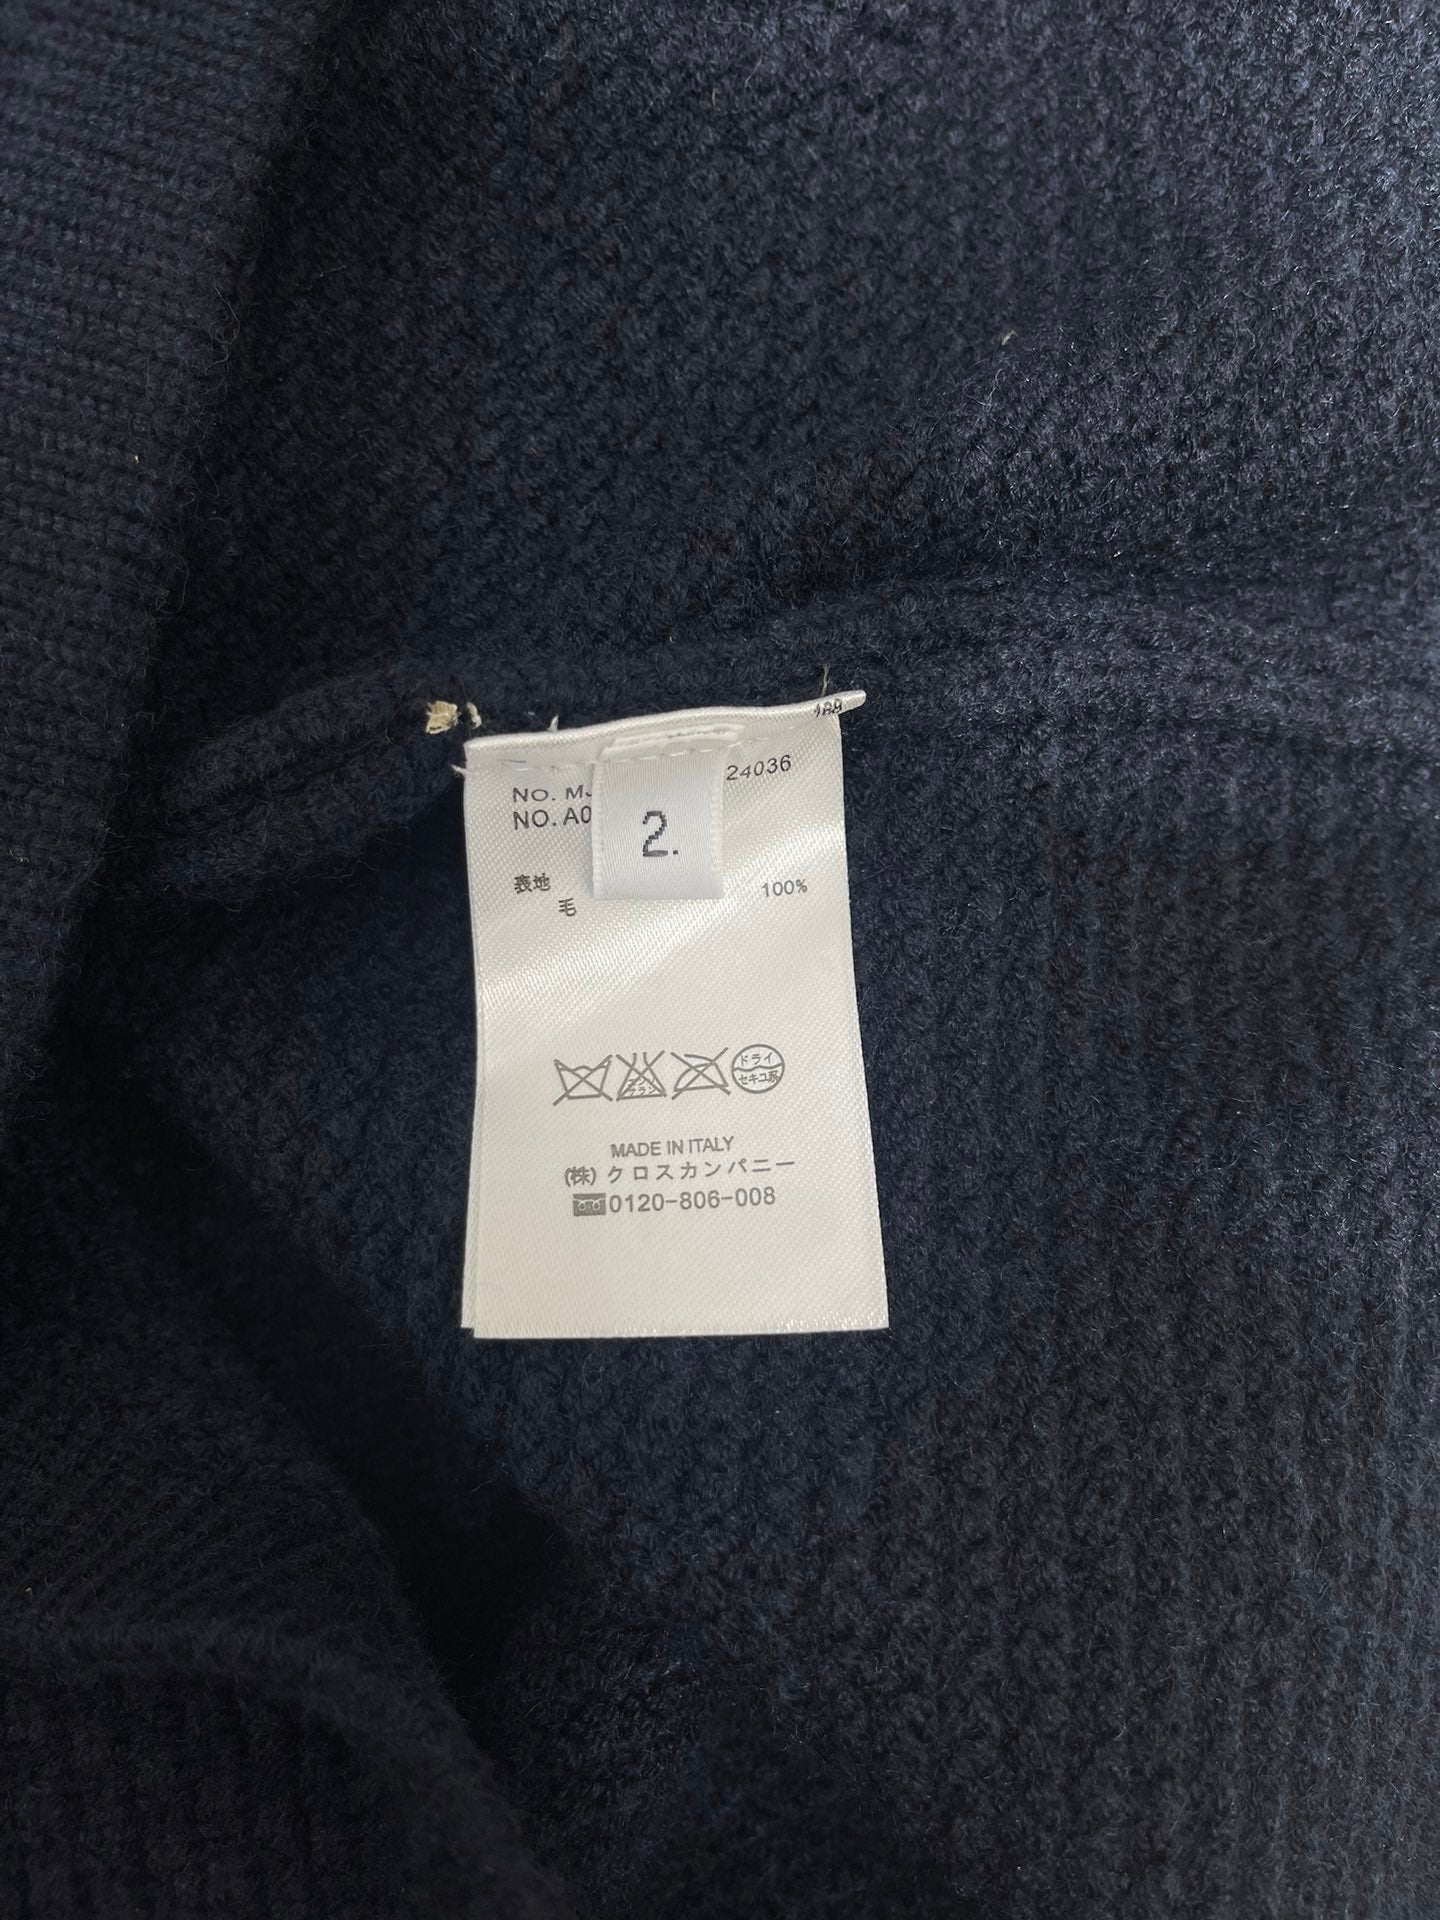 188
24036
NO. MJ
NO. A0
2.
表地
毛 100%
ドライ
セキユ系
MADE IN ITALY
(株) クロスカンパニー
0120-806-008